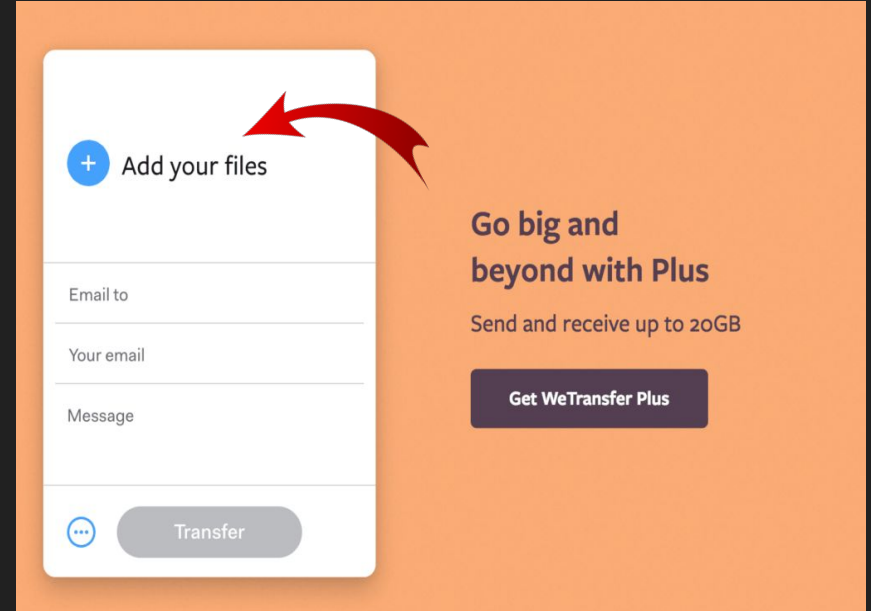 Add your files
Email to
Your email
Message
Transfer
Go big and
beyond with Plus
Send and receive up to 20GB
Get WeTransfer Plus